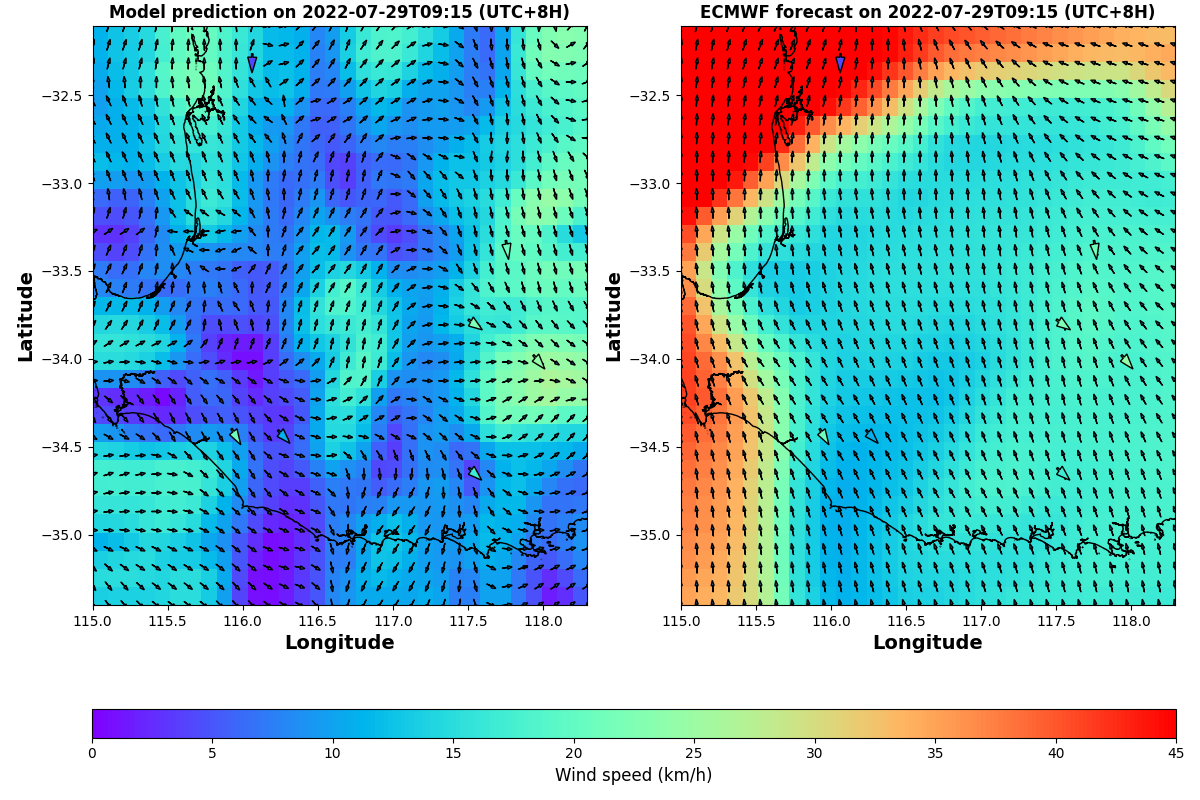 Model prediction on 2022-07-29T09:15 (UTC+8H)
ECMWF forecast on 2022-07-29T09:15 (UTC+8H)
−32.5
−33.0
−33.5
−34.0
−34.5
−35.0
Latitude
115.0 115.5 116.0 116.5 117.0 117.5 118.0
Longitude
−32.5
−33.0
−33.5
−34.0
−34.5
−35.0
Latitude
115.0 115.5 116.0 116.5 117.0 117.5 118.0
Longitude
0 5 10 15 20 25 30 35 40 45
Wind speed (km/h)